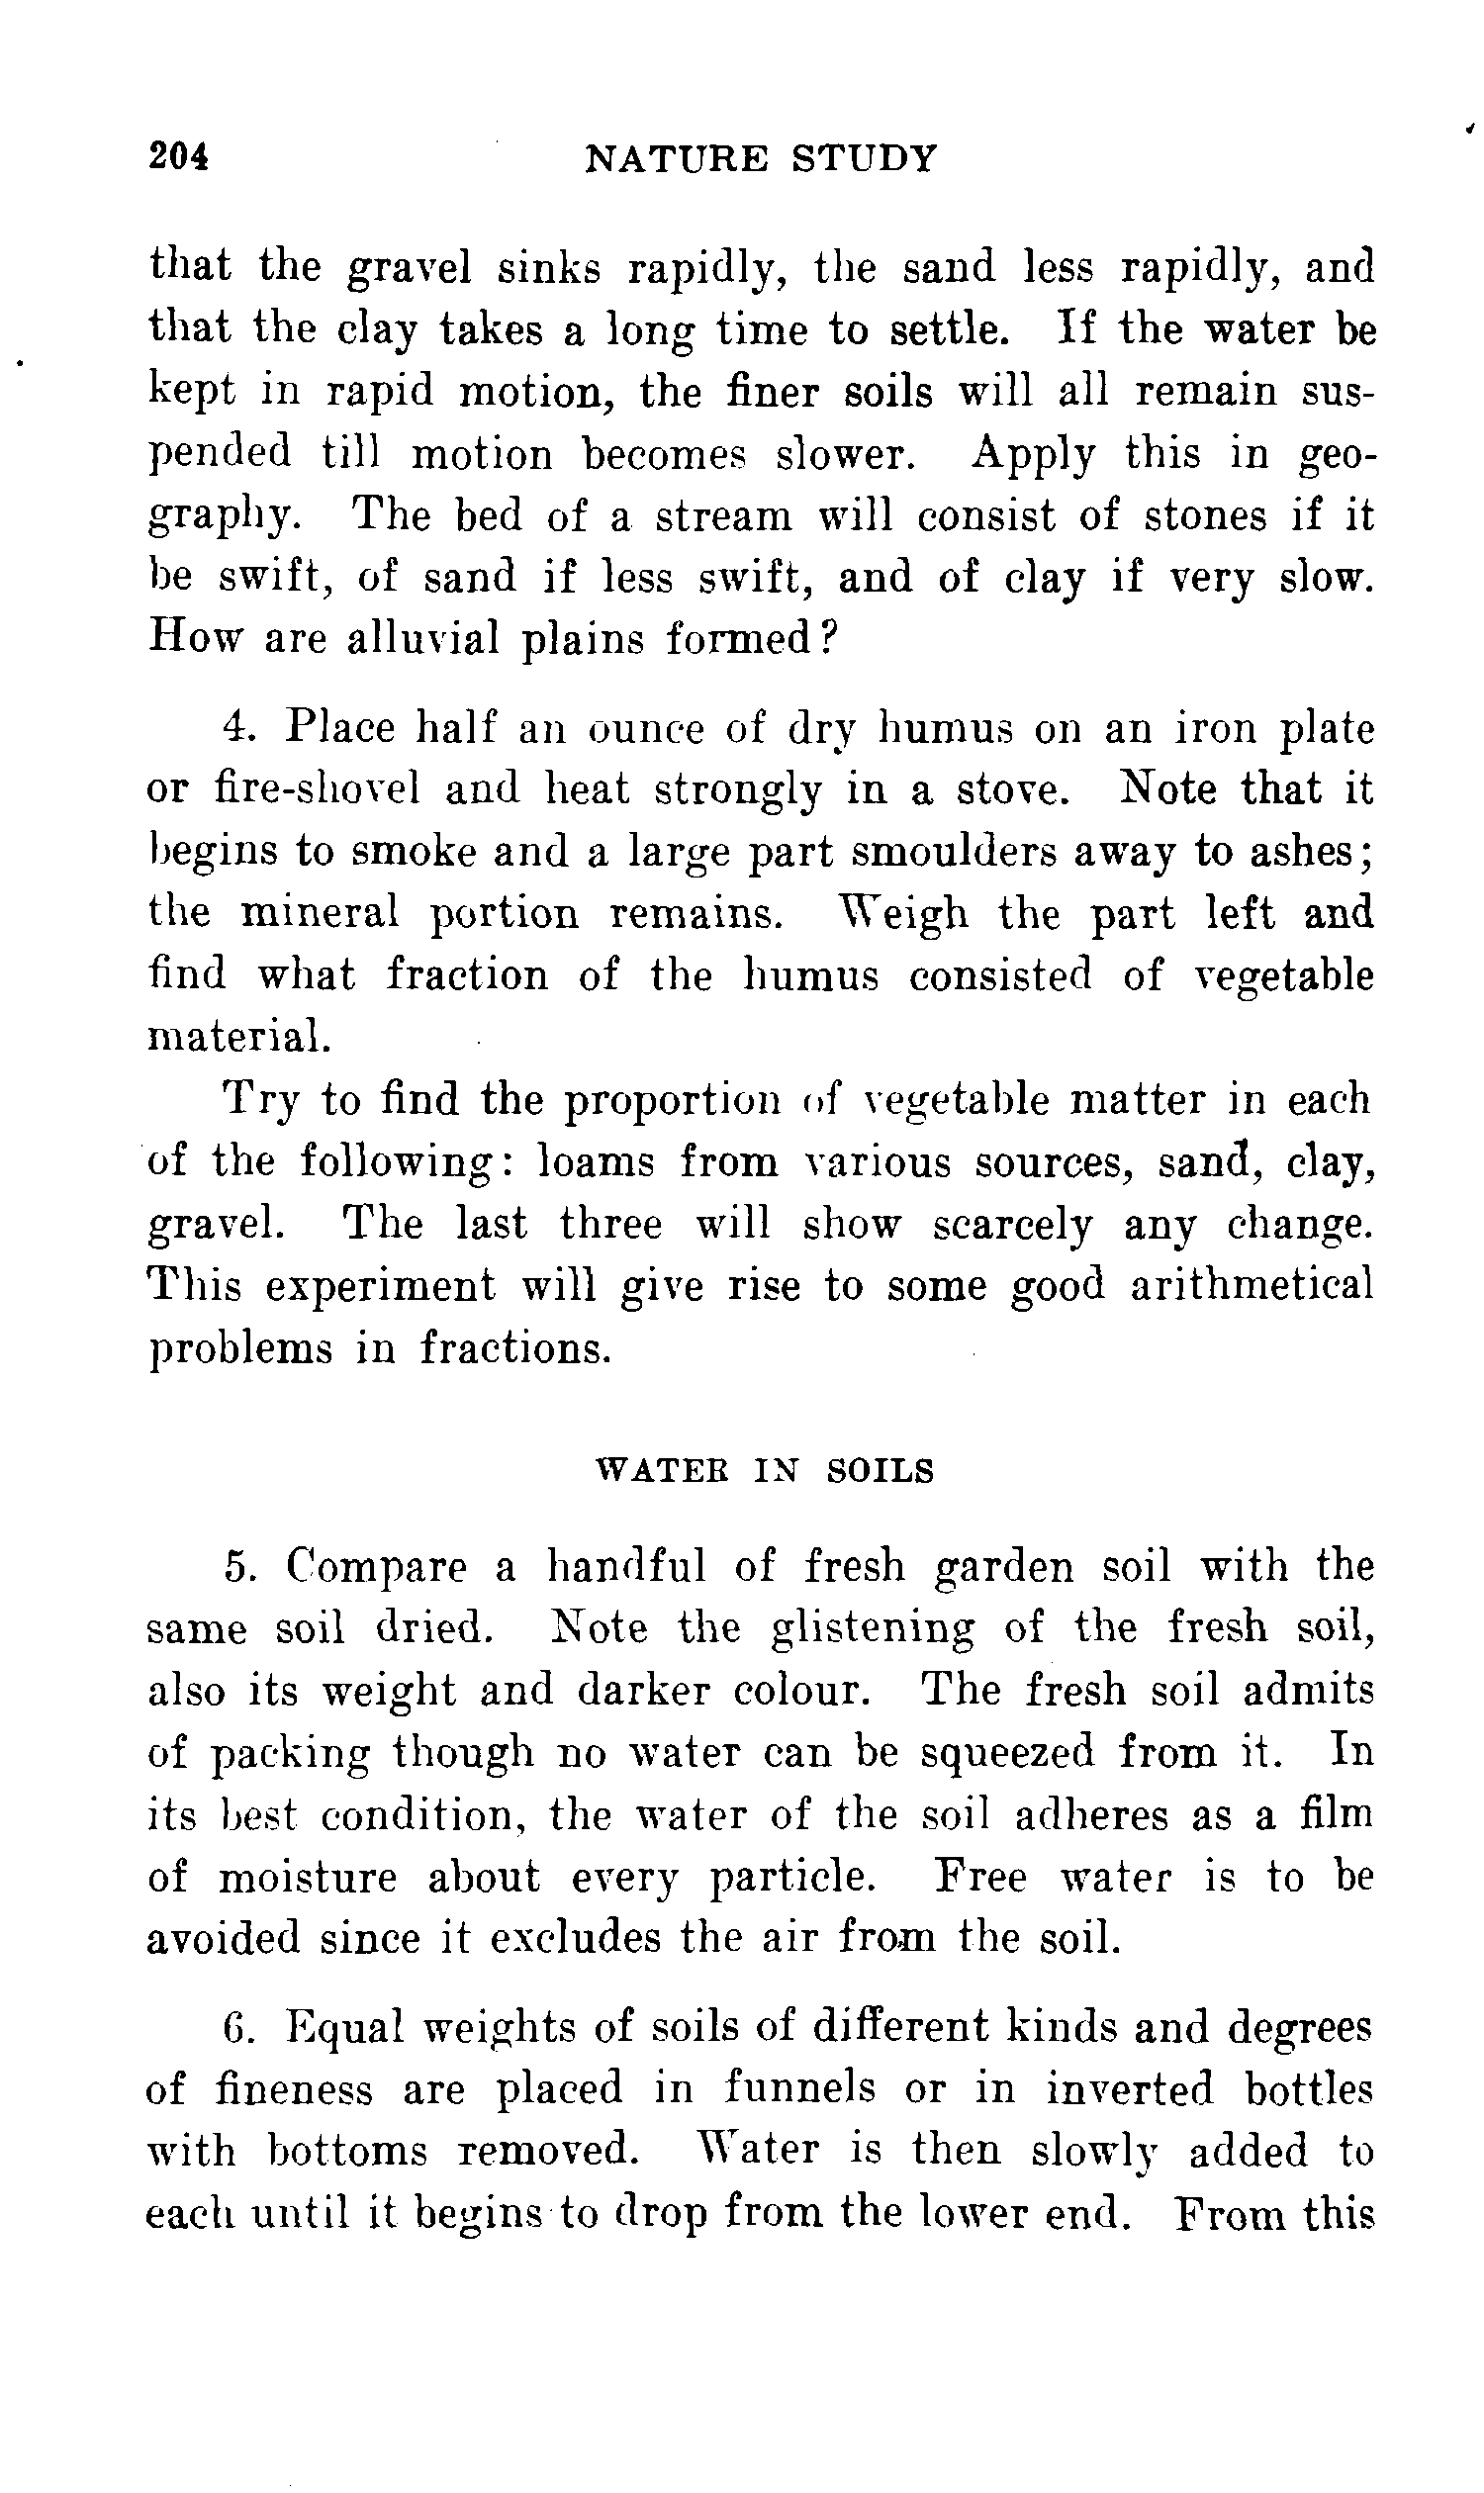 204 NATURE STUDY
that the gravel sinks rapidly, the sand less rapidly, and
that the clay takes a long time to settle. If the water be
kept in rapid motion, the finer soils will all remain sus-
pended till motion becomes slower. Apply this in geo-
graphy. The bed of a stream will consist of stones if it
be swift, of sand if less swift, and of clay if very slow.
How are alluvial plains formed?
4. Place half an ounce of dry humus on an iron plate
or fire-shovel and heat strongly in a stove. Note that it
begins to smoke and a large part smoulders away to ashes;
the mineral portion remains. Weigh the part left and
find what fraction of the humus consisted of vegetable
material.
Try to find the proportion of vegetable matter in each
of the following: loams from various sources, sand, clay,
gravel. The last three will show scarcely any change.
This experiment will give rise to some good arithmetical
problems in fractions.
WATER IN SOILS
5. Compare a handful of fresh garden soil with the
same soil dried. Note the glistening of the fresh soil,
also its weight and darker colour. The fresh soil admits
of packing though no water can be squeezed from it. In
its best condition, the water of the soil adheres as a film
of moisture about every particle. Free water is to be
avoided since it excludes the air from the soil.
6. Equal weights of soils of different kinds and degrees
of fineness are placed in funnels or in inverted bottles
with bottoms removed. Water is then slowly added to
each until it begins to drop from the lower end. From this